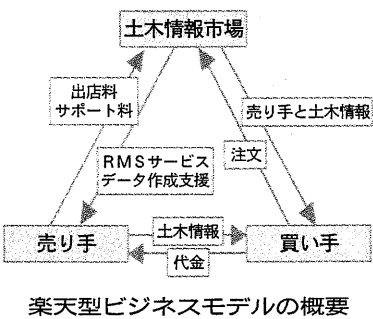 土木情報市場
出店料
サポート料
売り手と土木情報
注文
RMSサービス
データ作成支援
売り手
土木情報
買い手
代金
楽天型ビジネスモデルの概要